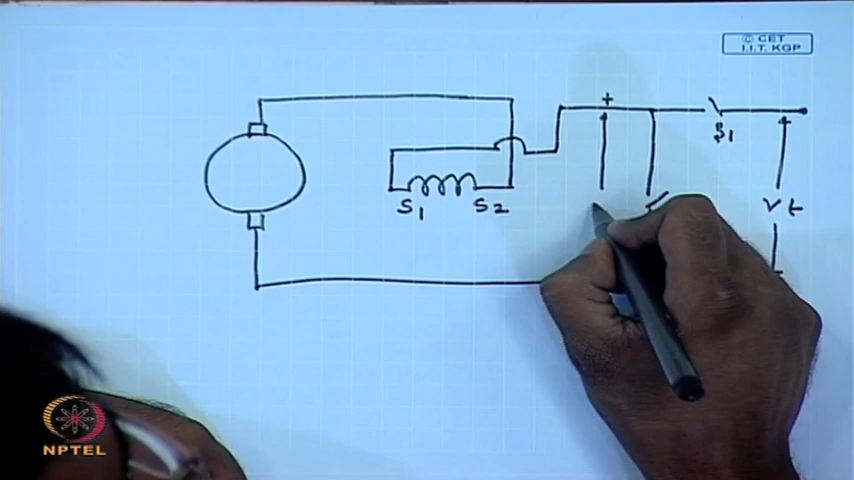 © CET
I.I.T. KGP
+
S1
+
S1 S2
Vt
NPTEL